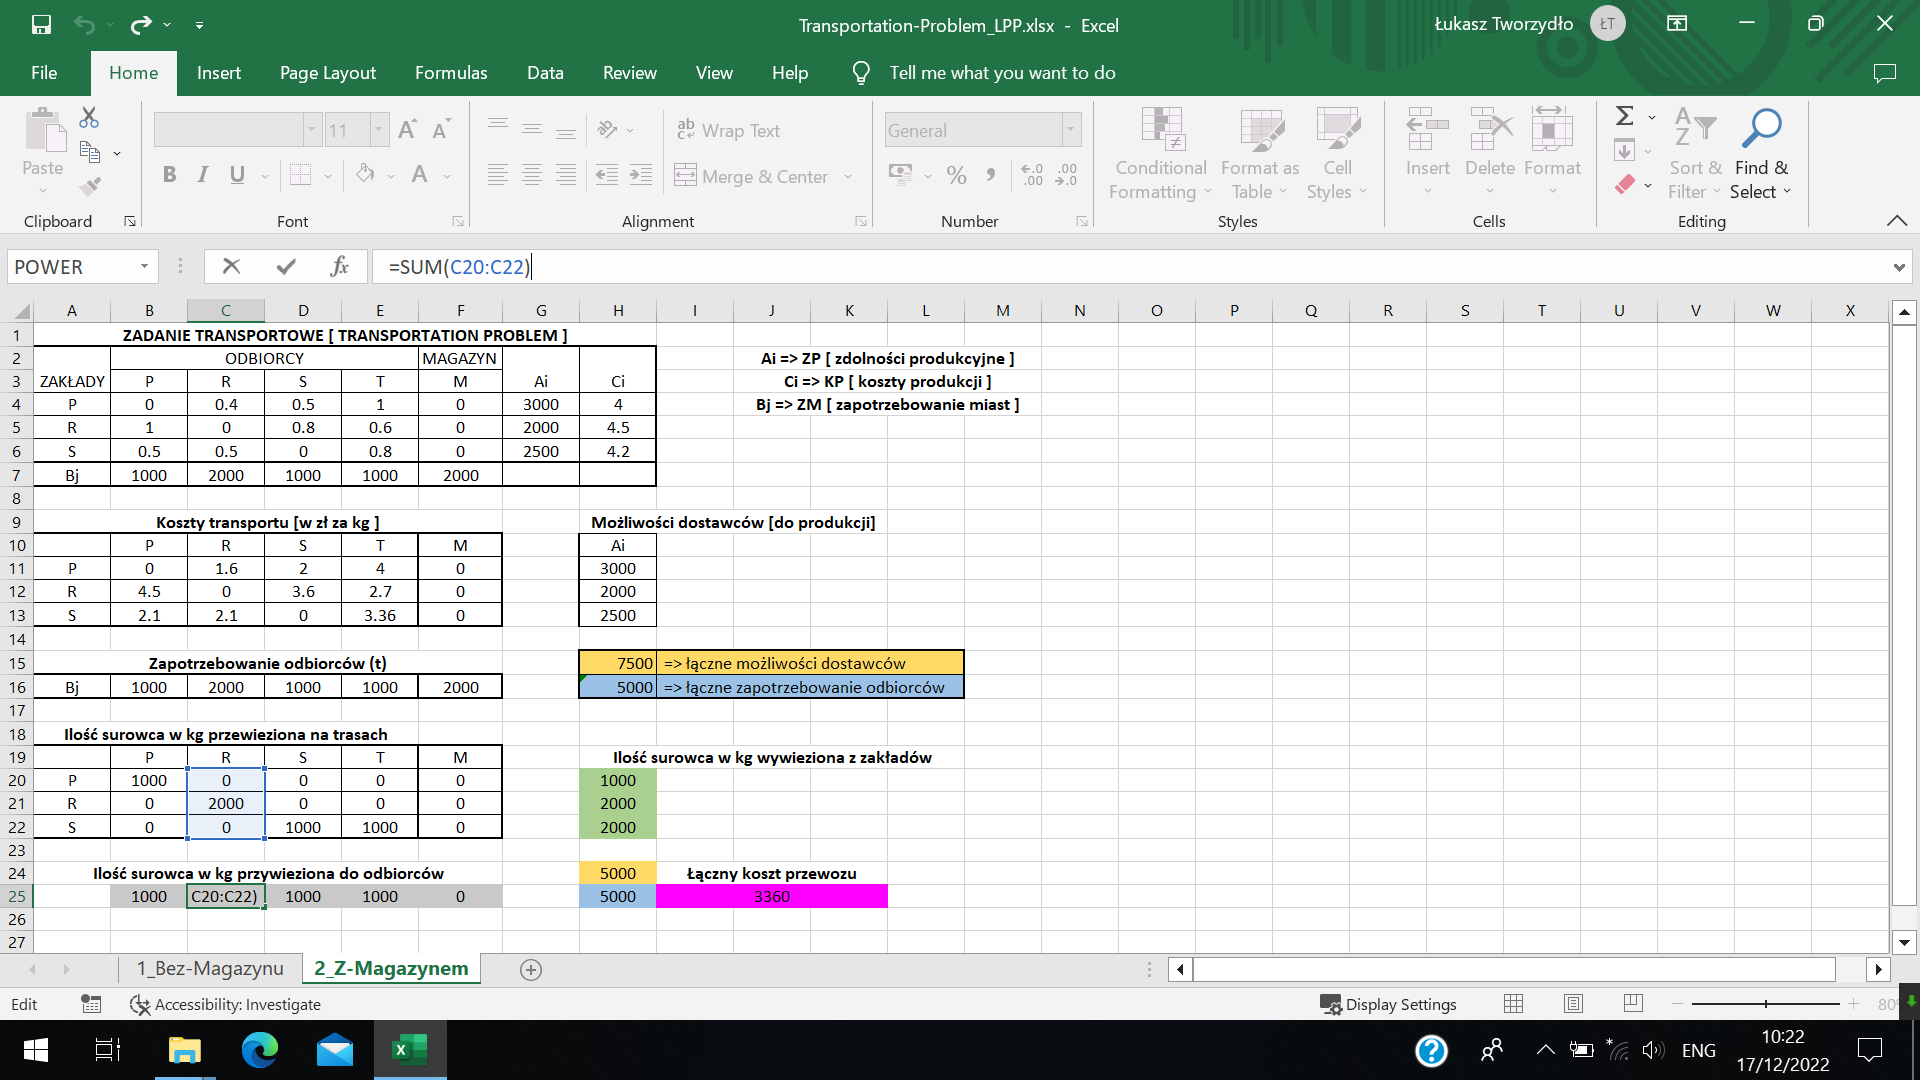 Transportation-Problem_LPP.xlsx - Excel
Łukasz Tworzydło ŁT
File Home Insert Page Layout Formulas Data Review View Help Tell me what you want to do
Paste
Clipboard
11 A A
B I U A
Font
ab Wrap Text
Merge & Center
Alignment
General
% ,
Number
Conditional Formatting
Format as Table
Cell Styles
Styles
Insert Delete Format
Cells
Sort & Filter
Find & Select
Editing
POWER fx =SUM(C20:C22)
A B C D E F G H I J K L M N O P Q R S T U V W X
1 ZADANIE TRANSPORTOWE [ TRANSPORTATION PROBLEM ]
2 ODBIORCY MAGAZYN Ai => ZP [ zdolności produkcyjne ]
3 ZAKŁADY P R S T M Ai Ci Ci => KP [ koszty produkcji ]
4 P 0 0.4 0.5 1 0 3000 4 Bj => ZM [ zapotrzebowanie miast ]
5 R 1 0 0.8 0.6 0 2000 4.5
6 S 0.5 0.5 0 0.8 0 2500 4.2
7 Bj 1000 2000 1000 1000 2000
8
9 Koszty transportu [w zł za kg ] Możliwości dostawców [do produkcji]
10 P R S T M Ai
11 P 0 1.6 2 4 0 3000
12 R 4.5 0 3.6 2.7 0 2000
13 S 2.1 2.1 0 3.36 0 2500
14
15 Zapotrzebowanie odbiorców (t) 7500 => łączne możliwości dostawców
16 Bj 1000 2000 1000 1000 2000 5000 => łączne zapotrzebowanie odbiorców
17
18 Ilość surowca w kg przewieziona na trasach
19 P R S T M Ilość surowca w kg wywieziona z zakładów
20 P 1000 0 0 0 0 1000
21 R 0 2000 0 0 0 2000
22 S 0 0 1000 1000 0 2000
23
24 Ilość surowca w kg przywieziona do odbiorców 5000 Łączny koszt przewozu
25 1000 C20:C22) 1000 1000 0 5000 3360
26
27
1_Bez-Magazynu 2_Z-Magazynem
Edit Accessibility: Investigate Display Settings
ENG
10:22
17/12/2022